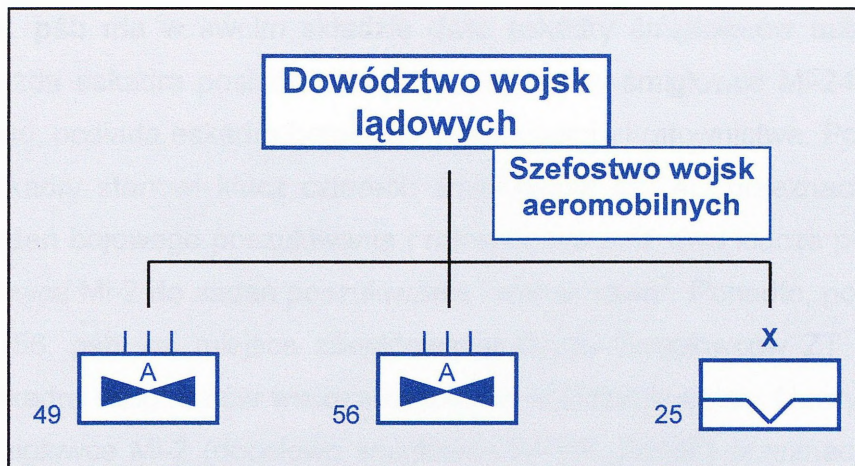 Dowództwo wojsk
lądowych
Szefostwo wojsk
aeromobilnych
A
49
A
56
X
25